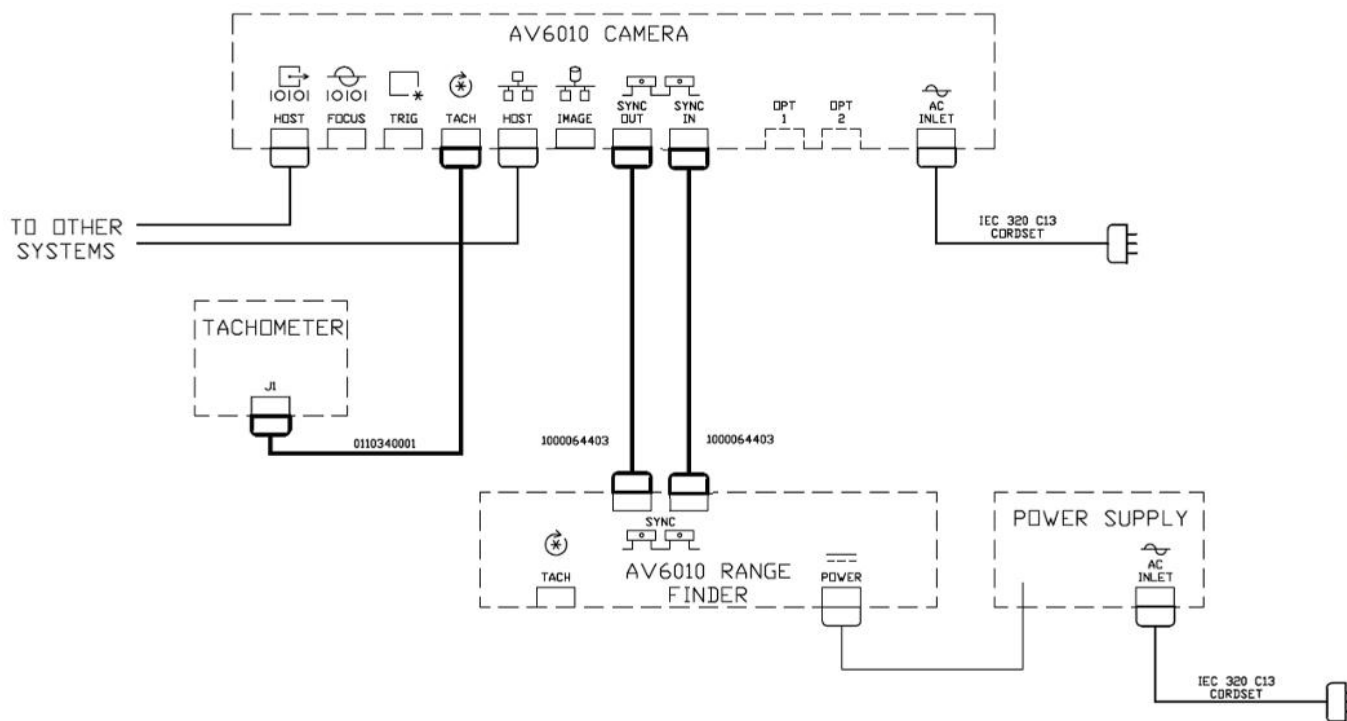 AV6010 CAMERA
10101
10101
HOST
FOCUS
TRIG
TACH
HOST
IMAGE
SYNC
OUT
SYNC
IN
OPT
1
OPT
2
AC
INLET
TO OTHER
SYSTEMS
IEC 320 C13
CORDSET
TACHOMETER
J1
0110340001
1000064403
1000064403
SYNC
TACH
AV6010 RANGE
FINDER
POWER
POWER SUPPLY
AC
INLET
IEC 320 C13
CORDSET